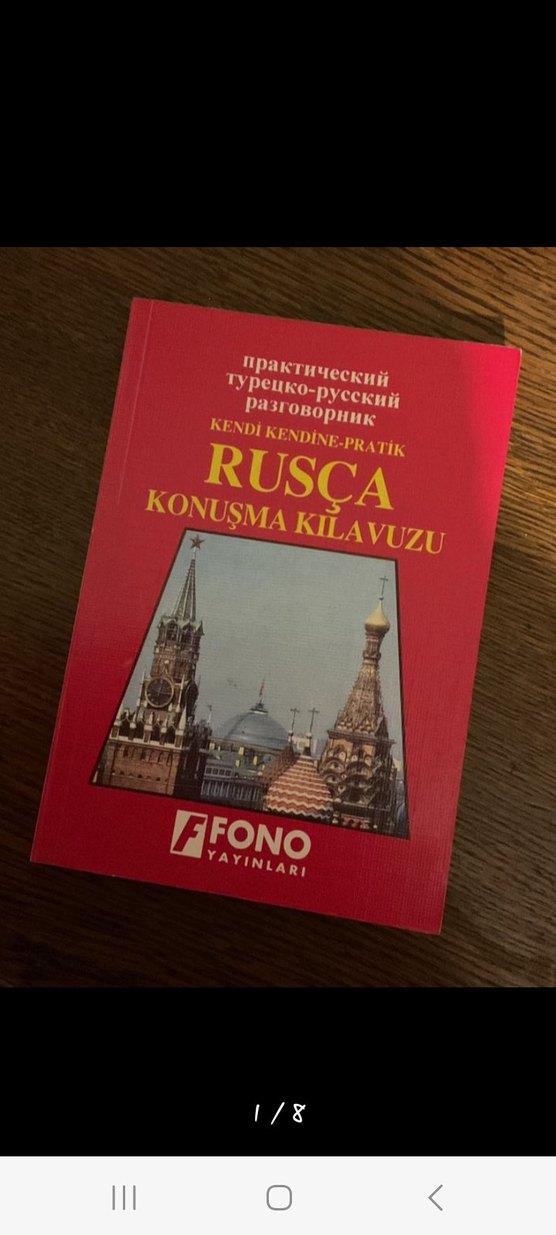 практический
турецко-русский
разговорник
KENDİ KENDİNE-PRATİK
RUSÇA
KONUŞMA KILAVUZU
F FONO
YAYINLARI
1 / 8